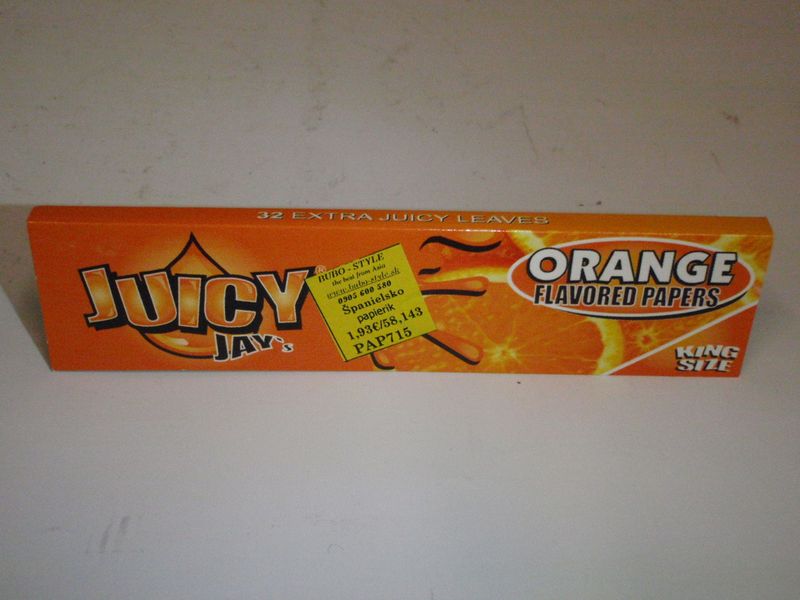 32 EXTRA JUICY LEAVES
JUICY
JAY's
®
BUBO - STYLE
the best from Asia
www.bubo-style.sk
0905 600 580
Španielsko
papierik
1,93€/58,143
PAP715
ORANGE
FLAVORED PAPERS
KING
SIZE